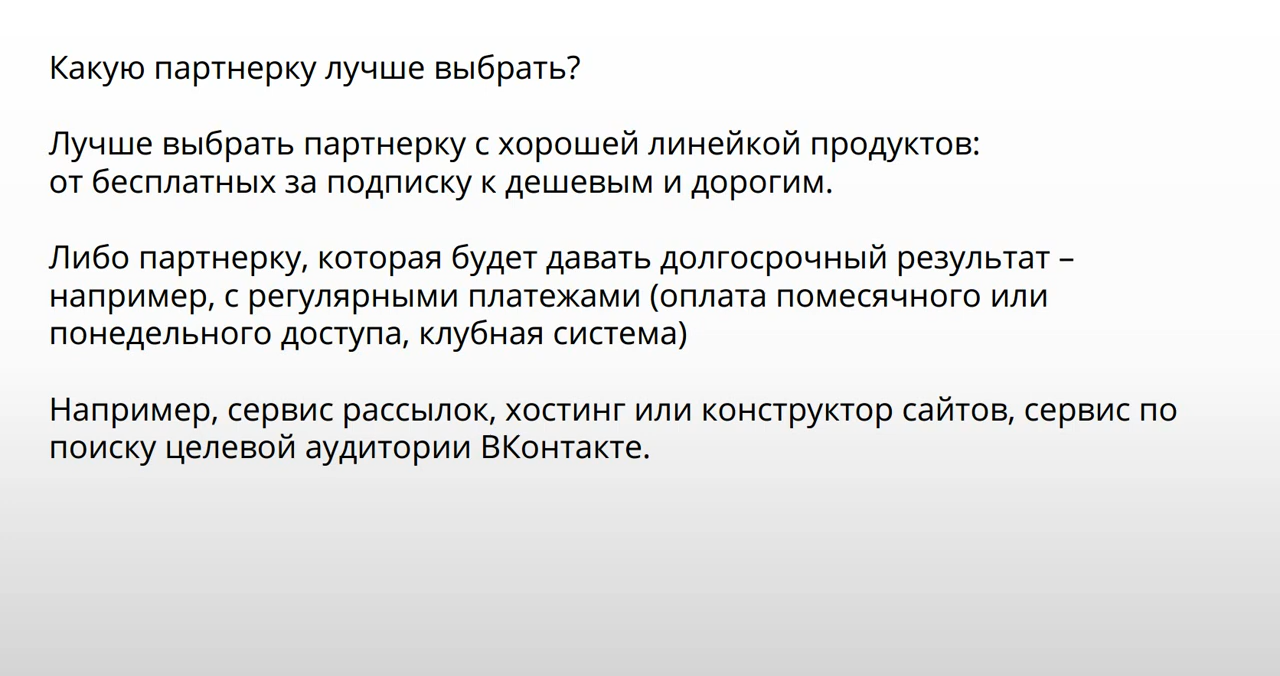 Какую партнерку лучше выбрать?
Лучше выбрать партнерку с хорошей линейкой продуктов:
от бесплатных за подписку к дешевым и дорогим.
Либо партнерку, которая будет давать долгосрочный результат –
например, с регулярными платежами (оплата помесячного или
понедельного доступа, клубная система)
Например, сервис рассылок, хостинг или конструктор сайтов, сервис по
поиску целевой аудитории ВКонтакте.